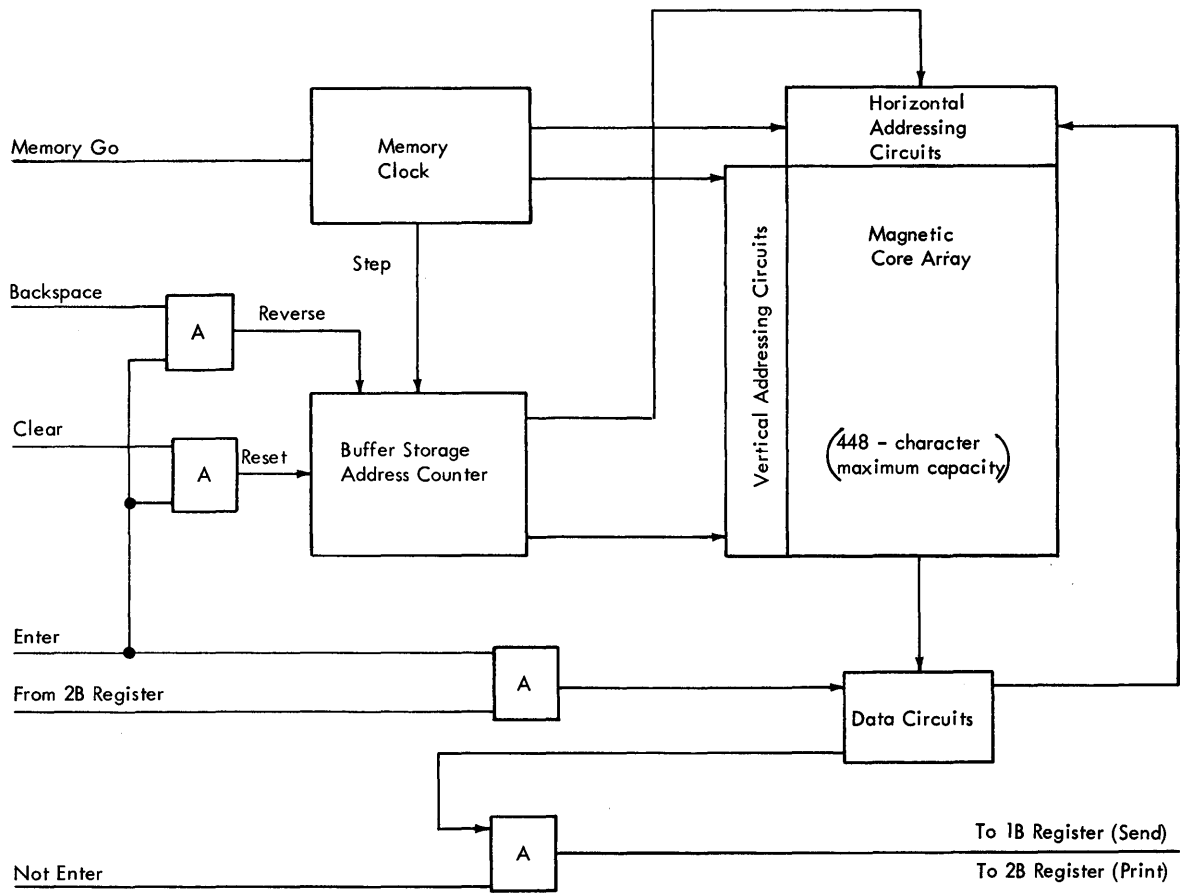 Horizontal
Addressing
Circuits
Memory Go
Memory
Clock
Magnetic
Core Array
Step
Backspace
A
Reverse
Vertical Addressing Circuits
Clear
A
Reset
Buffer Storage
Address Counter
(448 - character
maximum capacity)
Enter
From 2B Register
A
Data Circuits
Not Enter
A
To 1B Register (Send)
To 2B Register (Print)